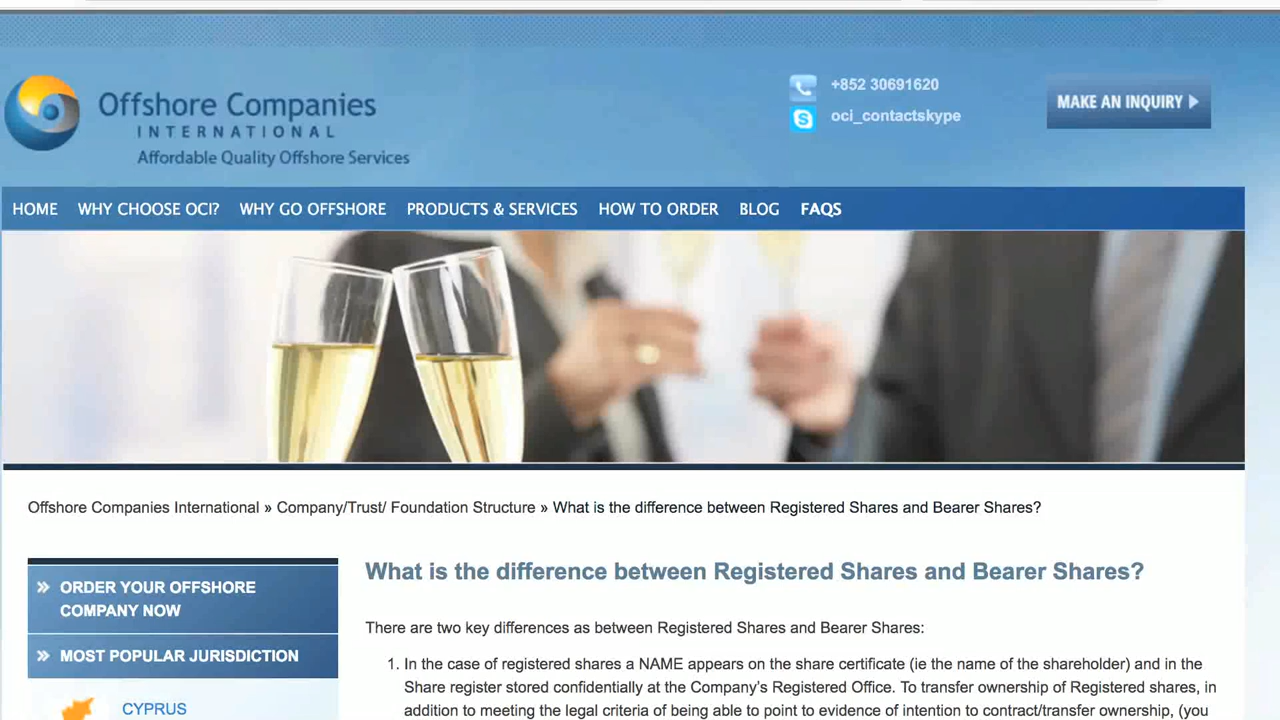 Offshore Companies
INTERNATIONAL
Affordable Quality Offshore Services
+852 30691620
oci_contactskype
MAKE AN INQUIRY
HOME WHY CHOOSE OCI? WHY GO OFFSHORE PRODUCTS & SERVICES HOW TO ORDER BLOG FAQS
Offshore Companies International » Company/Trust/ Foundation Structure » What is the difference between Registered Shares and Bearer Shares?
» ORDER YOUR OFFSHORE
COMPANY NOW
» MOST POPULAR JURISDICTION
CYPRUS
What is the difference between Registered Shares and Bearer Shares?
There are two key differences as between Registered Shares and Bearer Shares:
1. In the case of registered shares a NAME appears on the share certificate (ie the name of the shareholder) and in the
Share register stored confidentially at the Company's Registered Office. To transfer ownership of Registered shares, in
addition to meeting the legal criteria of being able to point to evidence of intention to contract/transfer ownership, (you